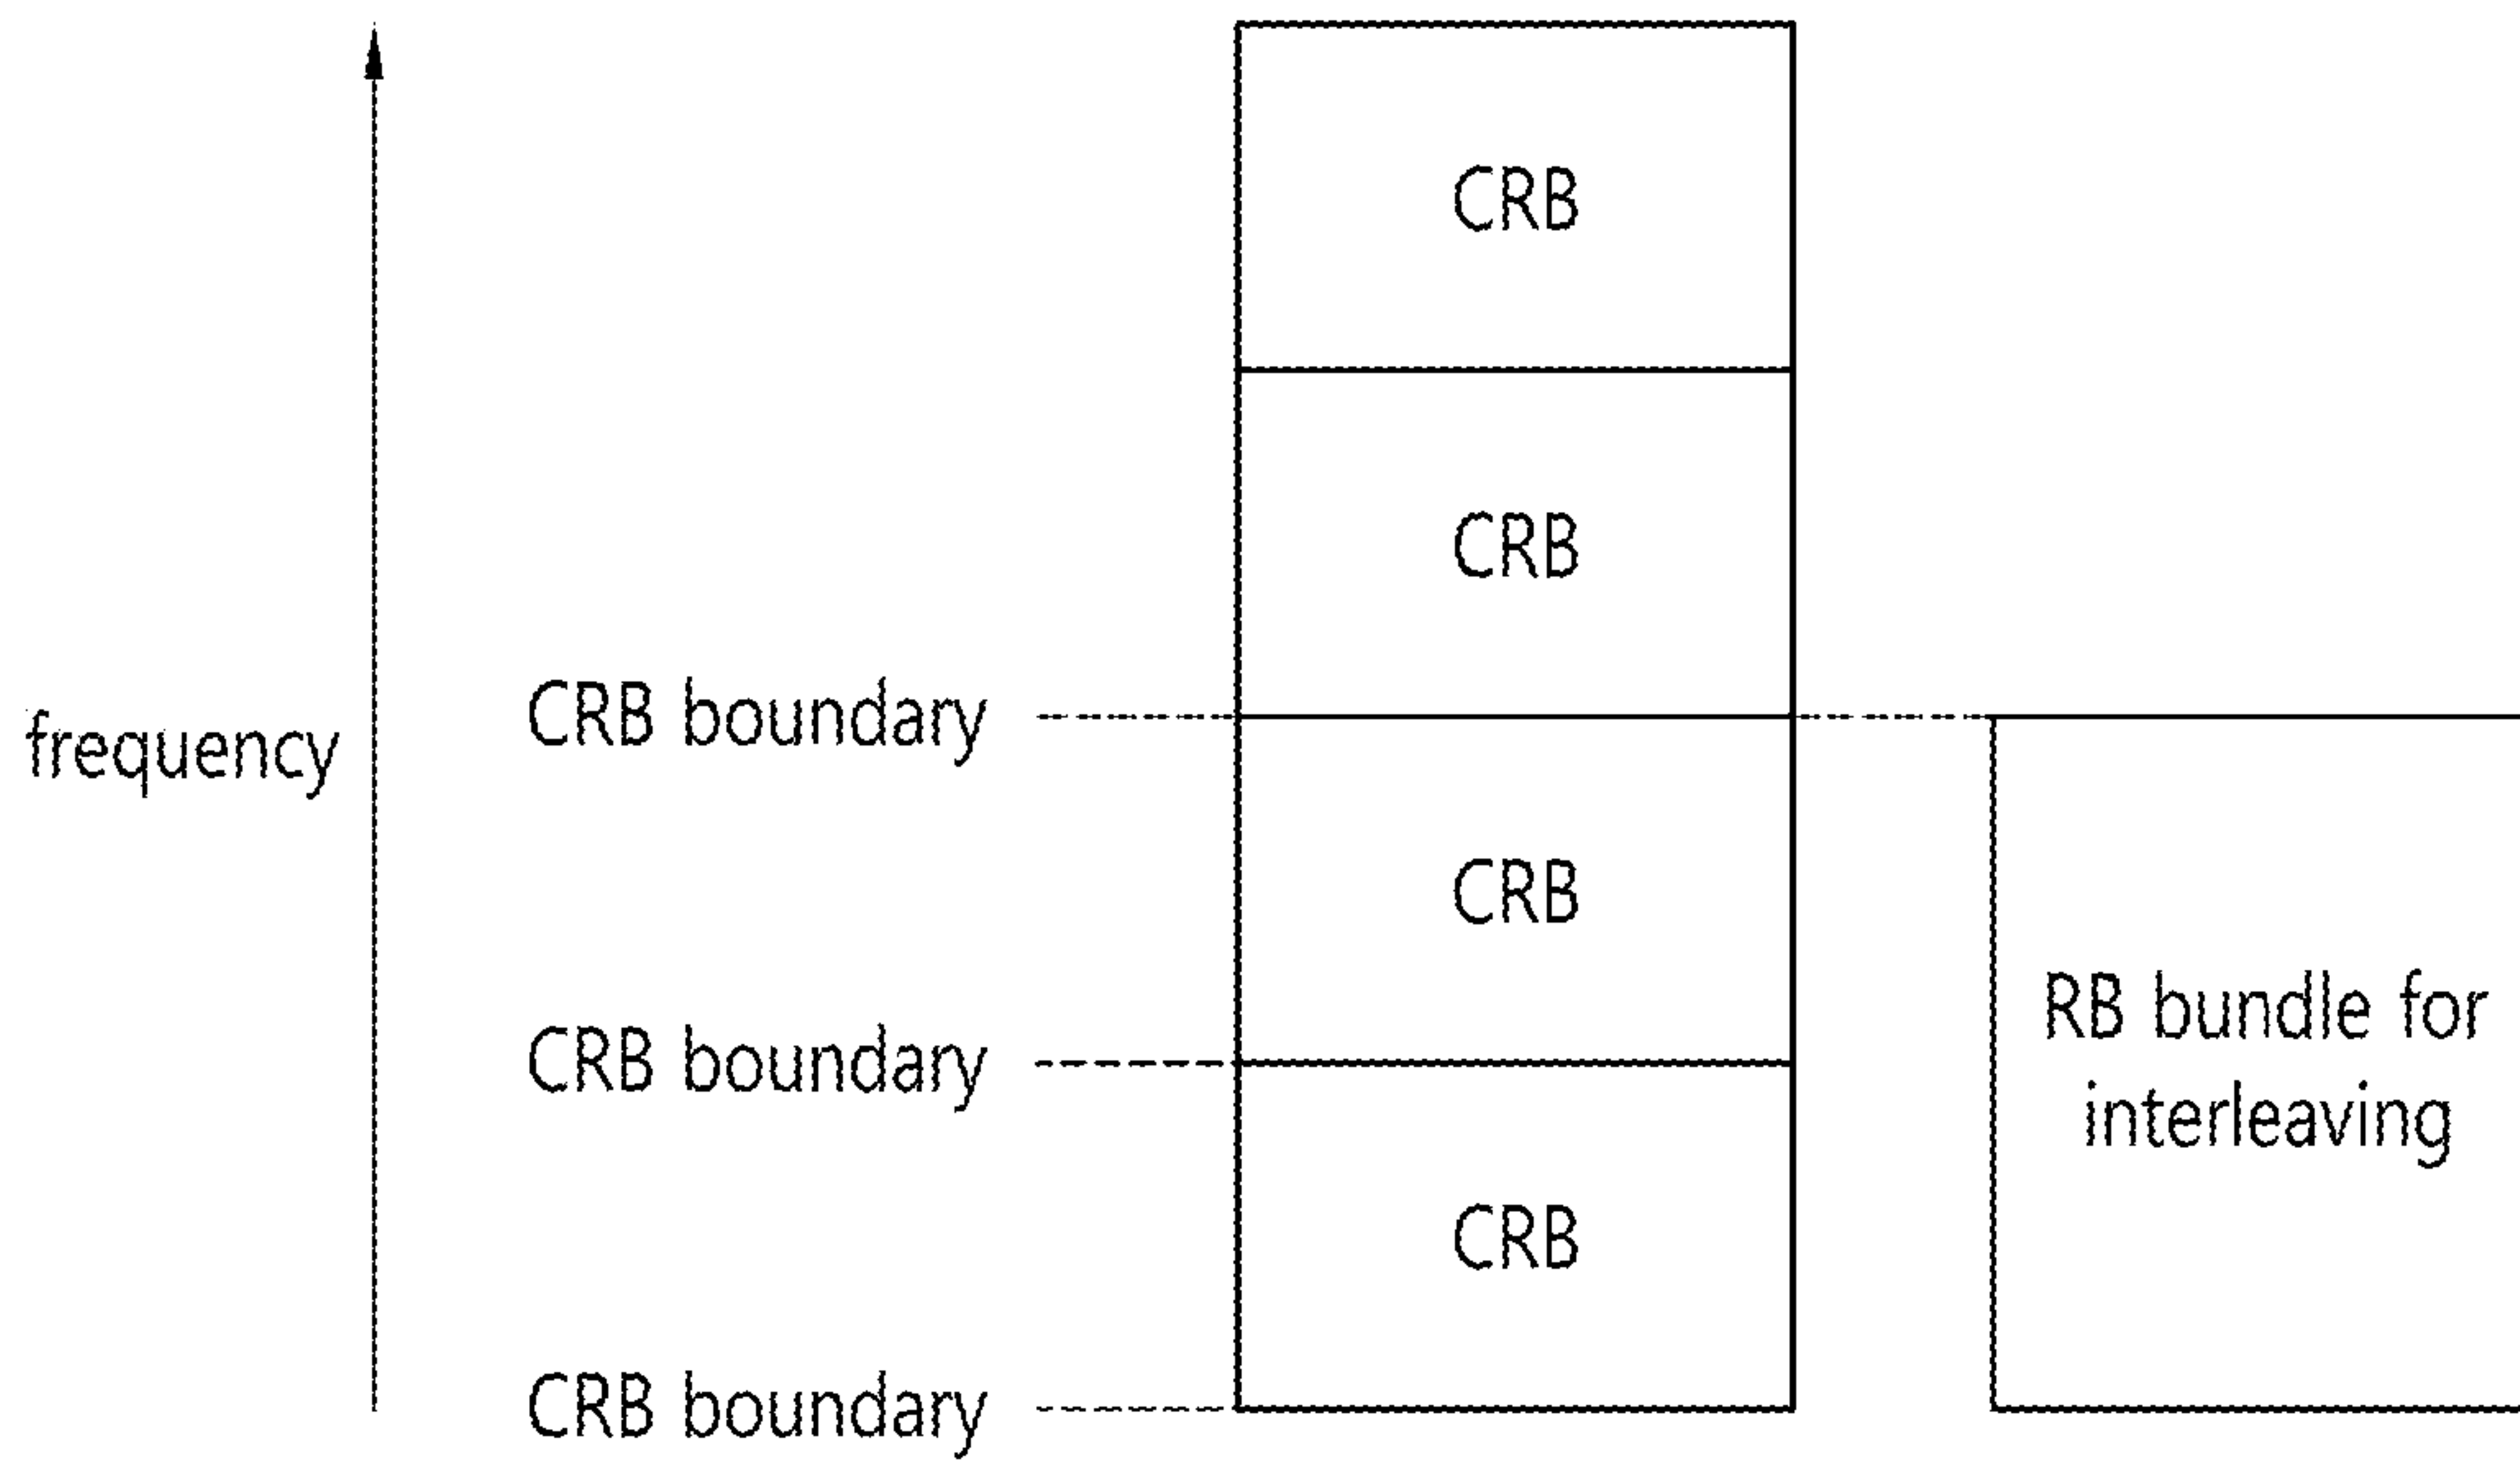 CRB
CRB
CRB boundary
frequency
CRB
RB bundle for
interleaving
CRB boundary
CRB
CRB boundary